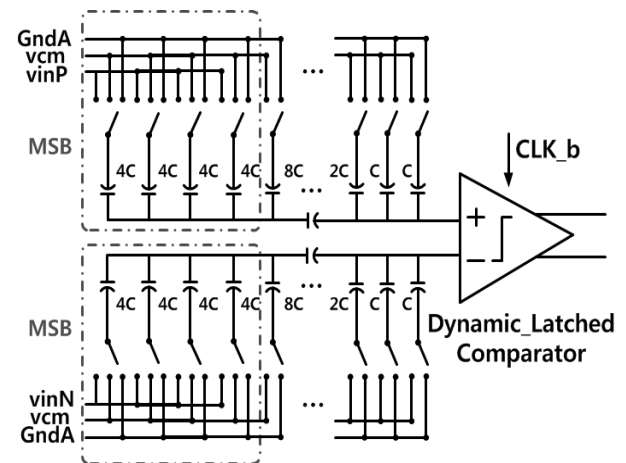 GndA
vcm
vinP
...
MSB
4C 4C 4C 4C 8C 2C C C
...
CLK_b
+
−
...
4C 4C 4C 4C 8C 2C C C
MSB
Dynamic_Latched
Comparator
vinN
vcm
GndA
...